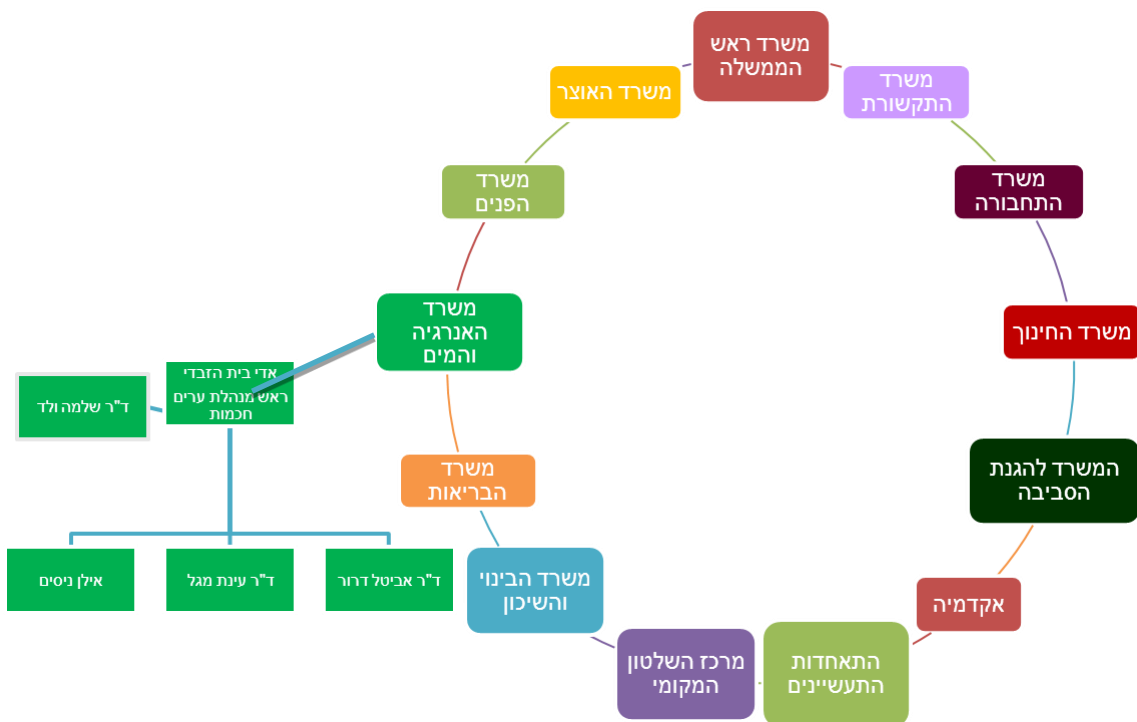 משרד ראש
הממשלה
משרד
התקשורת
משרד
התחבורה
משרד החינוך
המשרד להגנת
הסביבה
אקדמיה
התאחדות
התעשיינים
מרכז השלטון
המקומי
משרד הבינוי
והשיכון
משרד
הבריאות
משרד
האנרגיה
והמים
משרד
הפנים
משרד האוצר
אדי בית הזבדי
ראש מנהלת ערים
חכמות
ד"ר שלמה ולד
ד"ר אביטל דרור
ד"ר עינת מגל
אילן ניסים